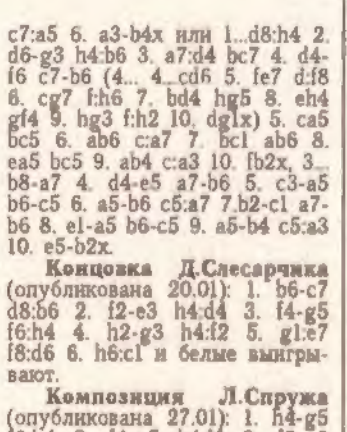 c7:a5 6. a3-b4x или 1...d8:h4 2.
d6-g3 h4:b6 3. a7:d4 bc7 4. d4-
f6 c7-b6 (4... 4...cd6 5. fe7 d:f8
6. cg7 f:h6 7. bd4 hg5 8. eh4
gf4 9. hg3 f:h2 10. dg1x) 5. ca5
bc5 6. ab6 c:a7 7. bc1 ab6 8.
ea5 bc5 9. ab4 c:a3 10. fb2x, 3...
b8-a7 4. d4-e5 a7-b6 5. c3-a5
b6-c5 6. a5-b6 c5:a7 7.b2-c1 a7-
b6 8. e1-a5 b6-c5 9. a5-b4 c5:a3
10. e5-b2x.
Концовка Д.Слесарчика
(опубликована 20.01): 1. b6-c7
d8:b6 2. f2-e3 h4:d4 3. f4-g5
f6:h4 4. h2-g3 h4:f2 5. g1:e7
f8:d6 6. h6:c1 и белые выигры-
вают.
Композиция Л.Спружа
(опубликована 27.01): 1. h4-g5